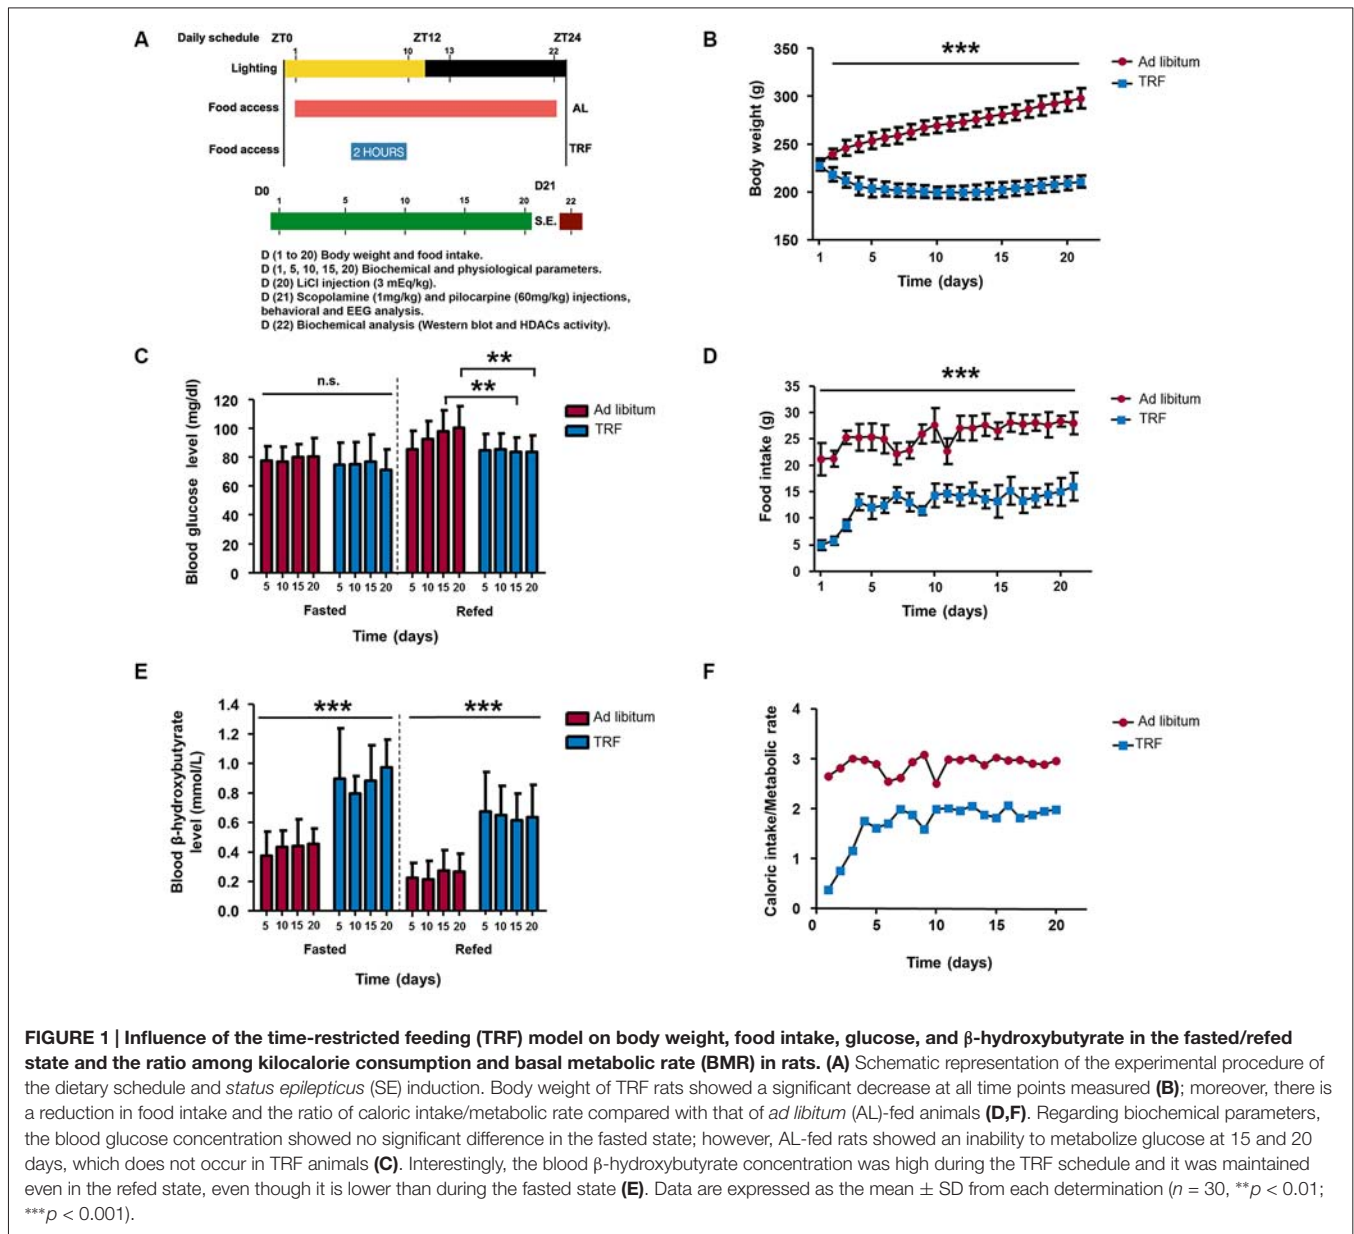 A
Daily schedule ZT0 ZT12 ZT24
1 10 13 22
Lighting
Food access AL
Food access 2 HOURS TRF
D0 D21
1 5 10 15 20 S.E. 22
D (1 to 20) Body weight and food intake.
D (1, 5, 10, 15, 20) Biochemical and physiological parameters.
D (20) LiCl injection (3 mEq/kg).
D (21) Scopolamine (1mg/kg) and pilocarpine (60mg/kg) injections,
behavioral and EEG analysis.
D (22) Biochemical analysis (Western blot and HDACs activity).
B
Body weight (g)
350
300
250
200
150
***
Ad libitum
TRF
1 5 10 15 20
Time (days)
C
Blood glucose level (mg/dl)
120
100
80
60
40
20
0
n.s.
**
**
Ad libitum
TRF
5 10 15 20 5 10 15 20 5 10 15 20 5 10 15 20
Fasted Refed
Time (days)
D
Food intake (g)
35
30
25
20
15
10
5
0
***
Ad libitum
TRF
1 5 10 15 20
Time (days)
E
Blood β-hydroxybutyrate
level (mmol/L)
1.4
1.2
1.0
0.8
0.6
0.4
0.2
0.0
*** ***
Ad libitum
TRF
5 10 15 20 5 10 15 20 5 10 15 20 5 10 15 20
Fasted Refed
Time (days)
F
Caloric intake/Metabolic rate
4
3
2
1
0
Ad libitum
TRF
0 5 10 15 20
Time (days)
FIGURE 1 | Influence of the time-restricted feeding (TRF) model on body weight, food intake, glucose, and β-hydroxybutyrate in the fasted/refed
state and the ratio among kilocalorie consumption and basal metabolic rate (BMR) in rats. (A) Schematic representation of the experimental procedure of
the dietary schedule and status epilepticus (SE) induction. Body weight of TRF rats showed a significant decrease at all time points measured (B); moreover, there is
a reduction in food intake and the ratio of caloric intake/metabolic rate compared with that of ad libitum (AL)-fed animals (D,F). Regarding biochemical parameters,
the blood glucose concentration showed no significant difference in the fasted state; however, AL-fed rats showed an inability to metabolize glucose at 15 and 20
days, which does not occur in TRF animals (C). Interestingly, the blood β-hydroxybutyrate concentration was high during the TRF schedule and it was maintained
even in the refed state, even though it is lower than during the fasted state (E). Data are expressed as the mean ± SD from each determination (n = 30, **p < 0.01;
***p < 0.001).